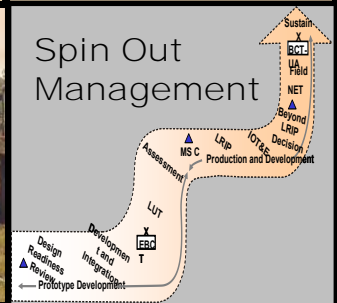 Spin Out
Management
Sustain
X
BCT-
UA
Field
NET
Beyond
LRIP
Decision
IOT&E
LRIP
MS C
Production and Development
Assessment
LUT
X
EBC
T
Developmen
t and
Integration
Design
Readiness
Review
Prototype Development